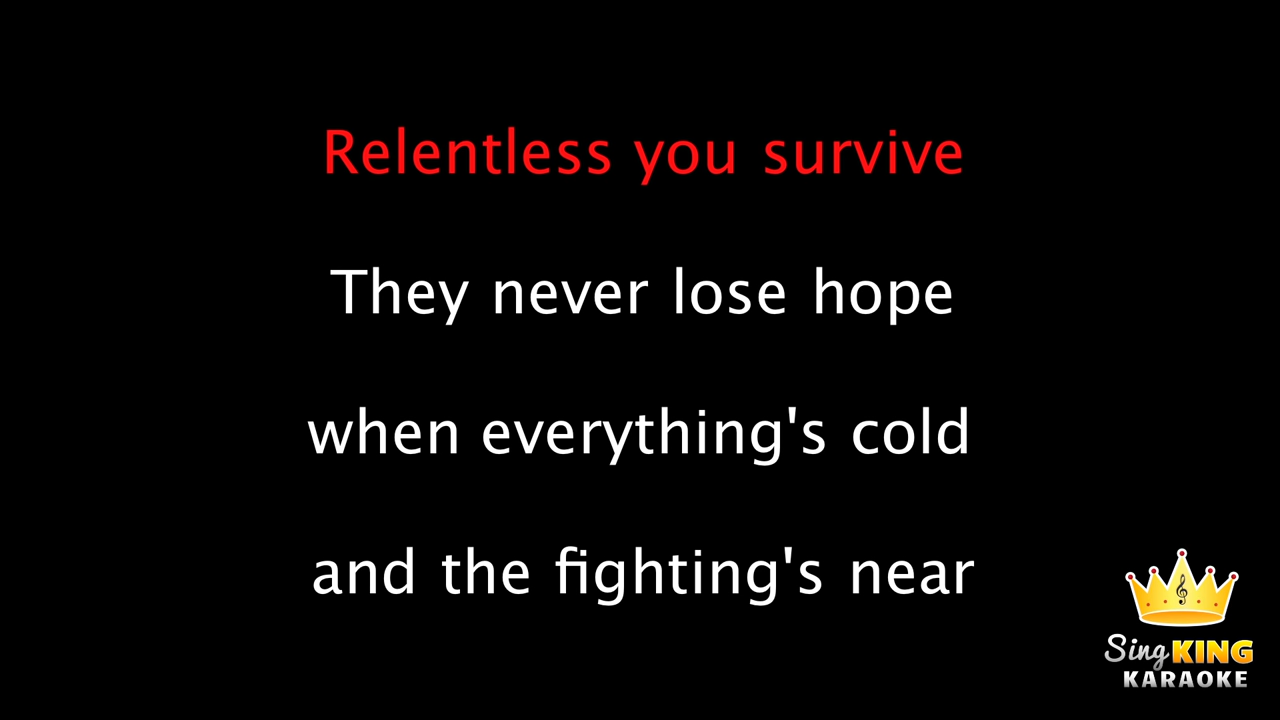 Relentless you survive
They never lose hope
when everything's cold
and the fighting's near
Sing KING
KARAOKE